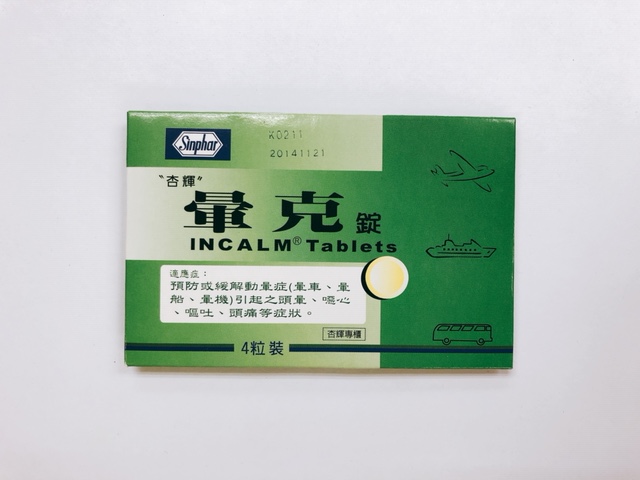 Sinphar
K0211
20141121
"杏輝"
暈克錠
INCALM® Tablets
適應症：
預防或緩解動暈症(暈車、暈
船、暈機)引起之頭暈、噁心
、嘔吐、頭痛等症狀。
杏輝專櫃
4粒裝